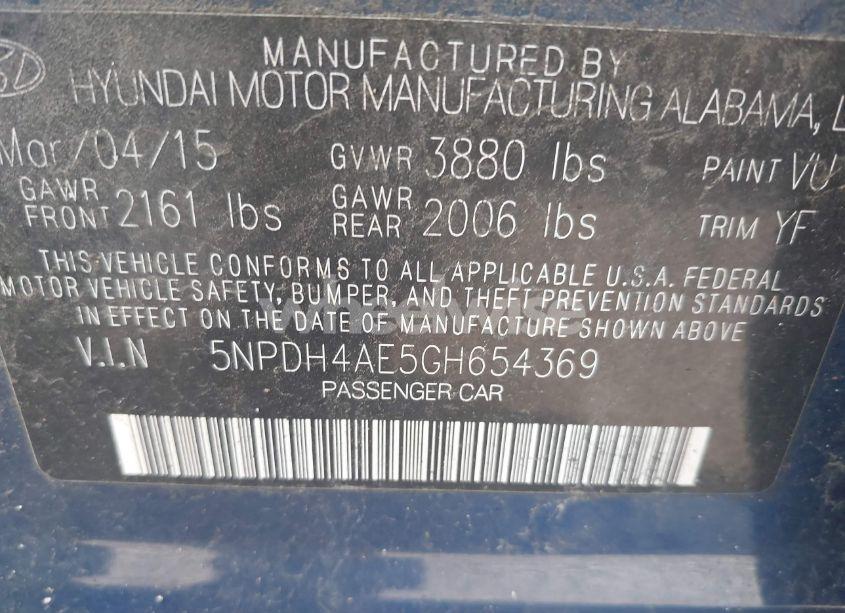 MANUFACTURED BY
HYUNDAI MOTOR MANUFACTURING ALABAMA, L
Mar/04/15 GVWR 3880 lbs PAINT VU
GAWR FRONT 2161 lbs GAWR REAR 2006 lbs TRIM YF
THIS VEHICLE CONFORMS TO ALL APPLICABLE U.S.A. FEDERAL
MOTOR VEHICLE SAFETY, BUMPER, AND THEFT PREVENTION STANDARDS
IN EFFECT ON THE DATE OF MANUFACTURE SHOWN ABOVE
V.I.N 5NPDH4AE5GH654369
PASSENGER CAR